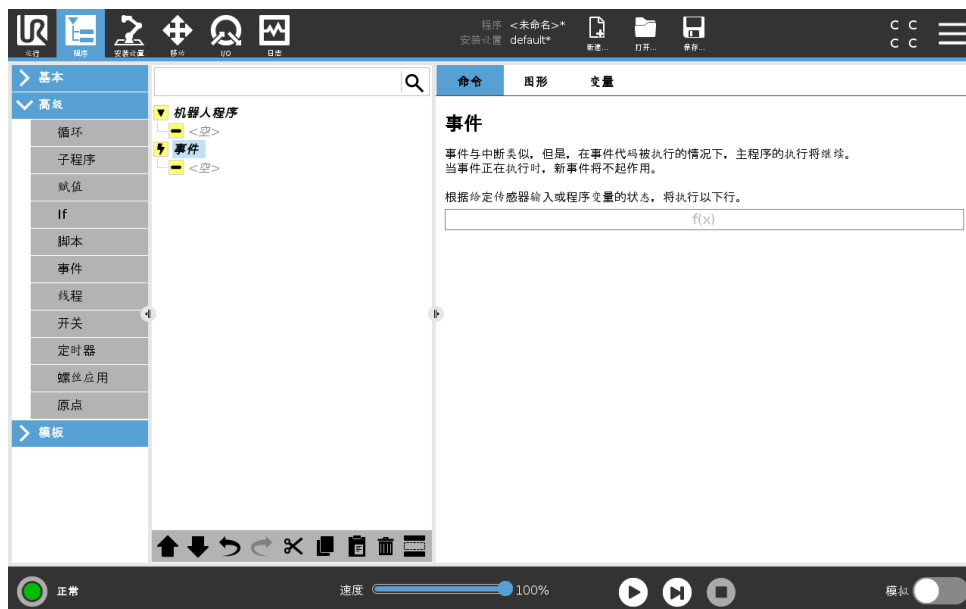 UR
程序 <未命名>*
安装设置 default*
运行 程序 安装设置 移动 I/O 日志
新建... 打开... 保存...
C C
C C
基本
高级
循环
子程序
赋值
If
脚本
事件
线程
开关
定时器
螺丝应用
原点
模板
机器人程序
<空>
事件
<空>
命令 图形 变量
事件
事件与中断类似，但是，在事件代码被执行的情况下，主程序的执行将继续。
当事件正在执行时，新事件将不起作用。
根据给定传感器输入或程序变量的状态，将执行以下行。
f(x)
正常
速度 100%
模拟